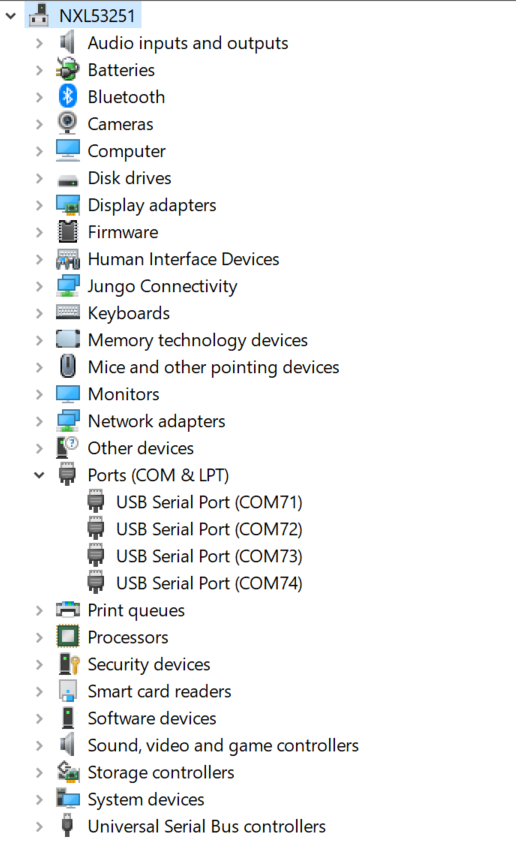 NXL53251
Audio inputs and outputs
Batteries
Bluetooth
Cameras
Computer
Disk drives
Display adapters
Firmware
Human Interface Devices
Jungo Connectivity
Keyboards
Memory technology devices
Mice and other pointing devices
Monitors
Network adapters
Other devices
Ports (COM & LPT)
USB Serial Port (COM71)
USB Serial Port (COM72)
USB Serial Port (COM73)
USB Serial Port (COM74)
Print queues
Processors
Security devices
Smart card readers
Software devices
Sound, video and game controllers
Storage controllers
System devices
Universal Serial Bus controllers